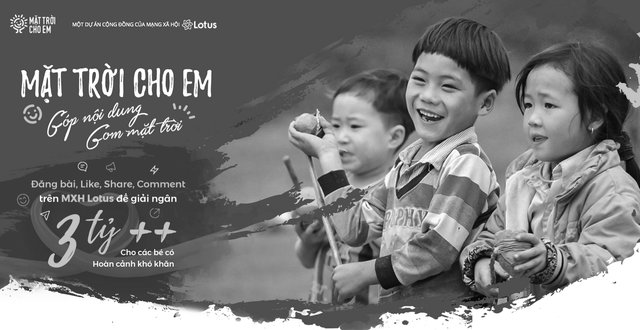 MẶT TRỜI
CHO EM
MỘT DỰ ÁN CỘNG ĐỒNG CỦA MẠNG XÃ HỘI Lotus
MẶT TRỜI CHO EM
Góp nội dung
Gom mặt trời
Đăng bài, Like, Share, Comment
trên MXH Lotus để giải ngân
3 tỷ ++
Cho các bé có
Hoàn cảnh khó khăn